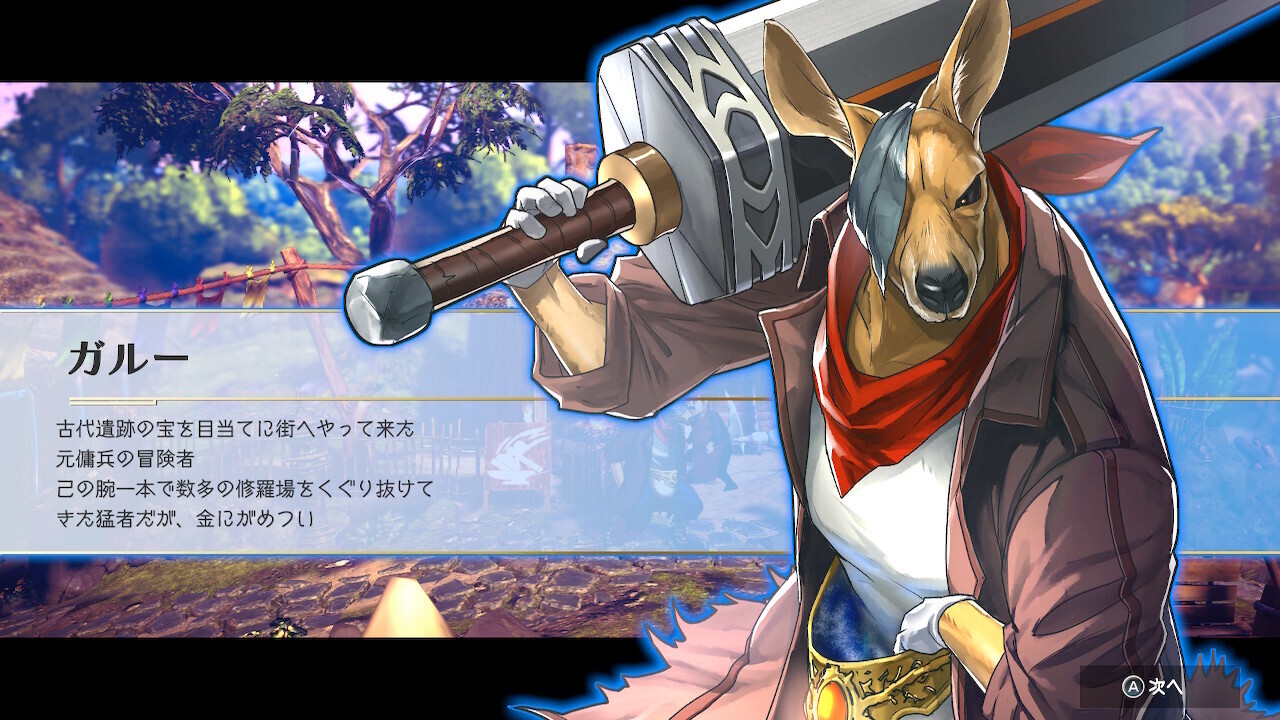 ガルー
古代遺跡の宝を目当てに街へやって来た
元傭兵の冒険者
己の腕一本で数多の修羅場をくぐり抜けて
きた猛者だが、金にがめつい
A 次へ